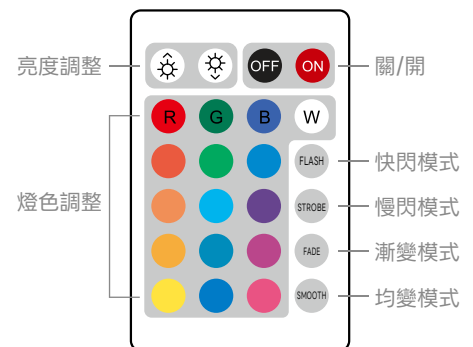 亮度調整
OFF
ON
關/開
R
G
B
W
FLASH
快閃模式
燈色調整
STROBE
慢閃模式
FADE
漸變模式
SMOOTH
均變模式